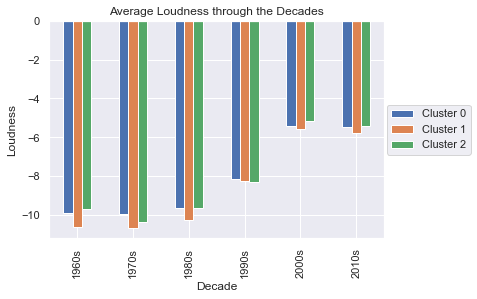 Average Loudness through the Decades
0
−2
−4
−6
−8
−10
Loudness
1960s
1970s
1980s
1990s
2000s
2010s
Decade
Cluster 0
Cluster 1
Cluster 2